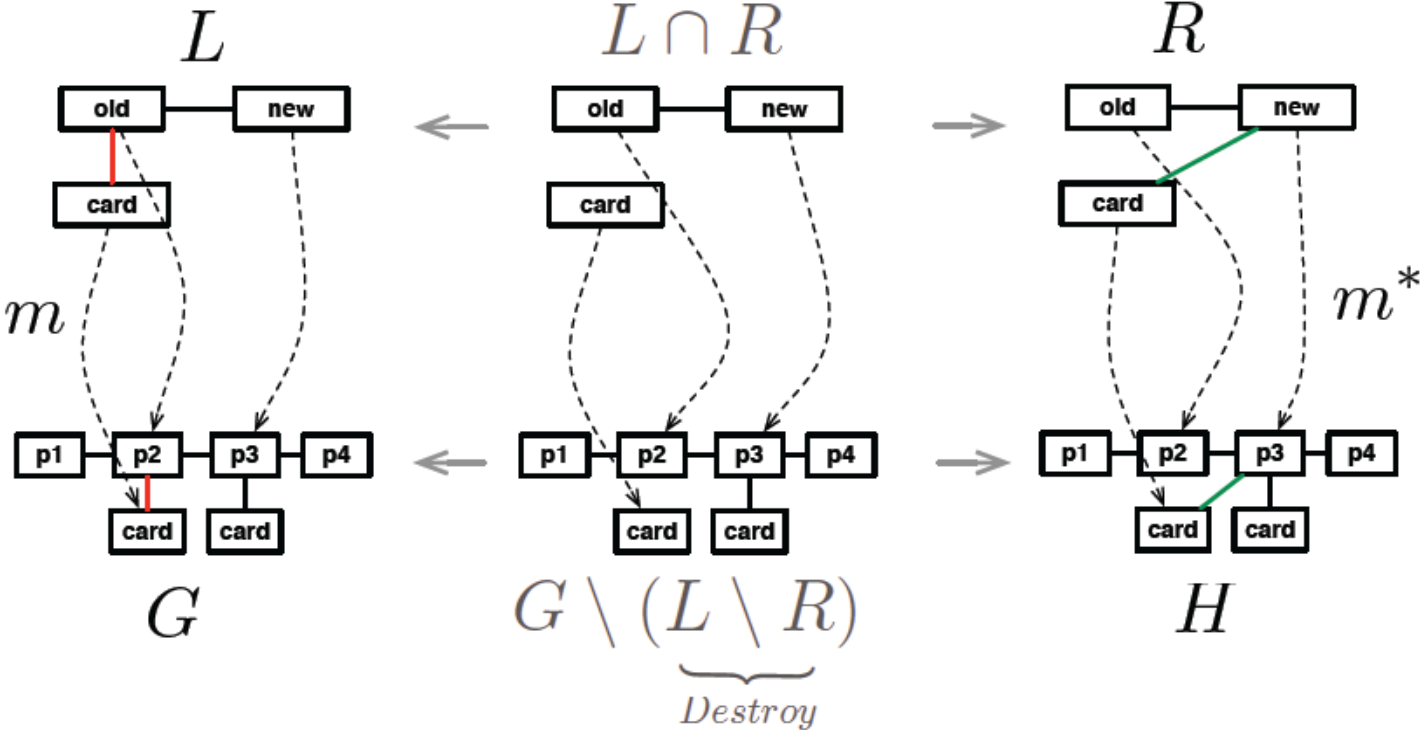 L L ∩ R R
old new old new old new
card card card
m m*
p1 p2 p3 p4 p1 p2 p3 p4 p1 p2 p3 p4
card card card card card card
G G \ (L \ R) H
Destroy